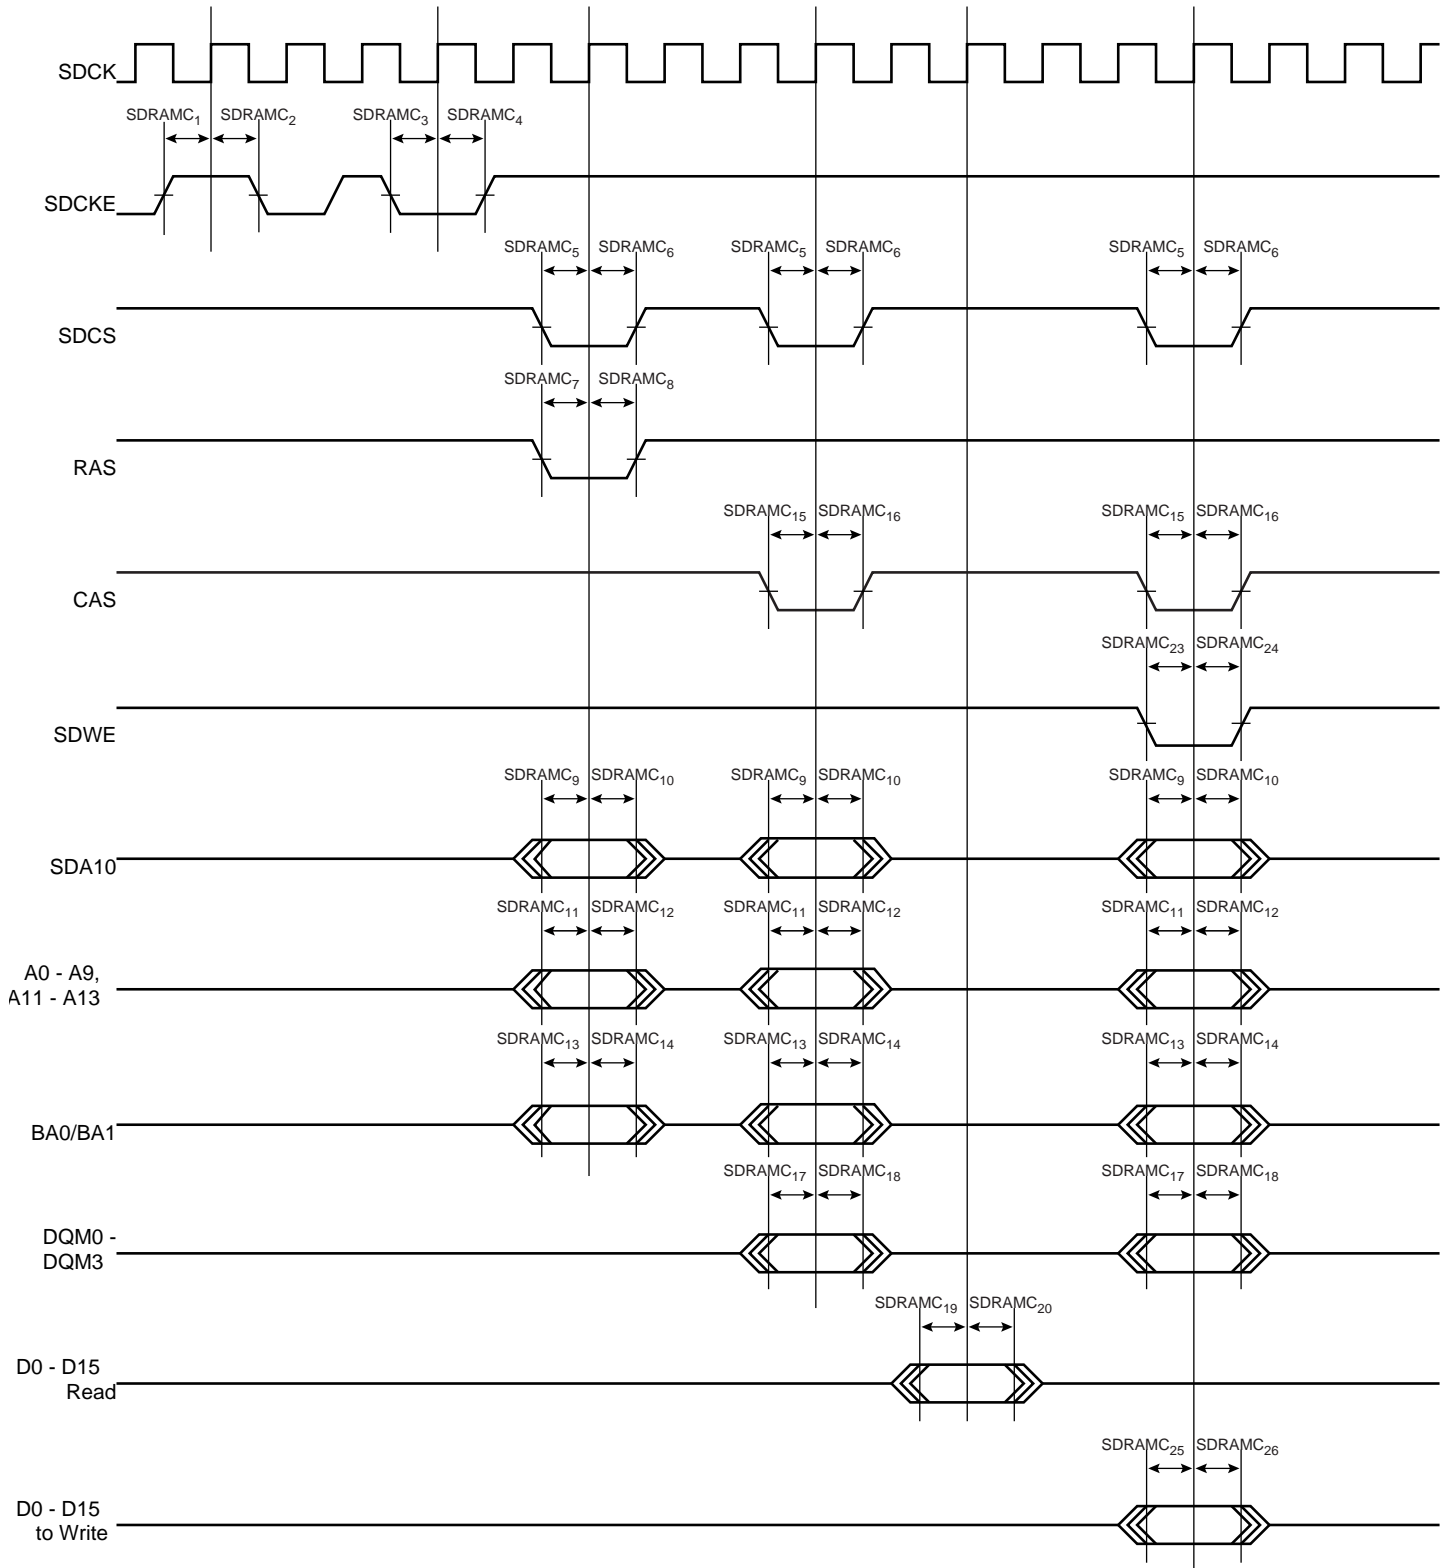 SDCK
SDRAMC1 SDRAMC2 SDRAMC3 SDRAMC4
SDCKE
SDRAMC5 SDRAMC6 SDRAMC5 SDRAMC6 SDRAMC5 SDRAMC6
SDCS
SDRAMC7 SDRAMC8
RAS
SDRAMC15 SDRAMC16 SDRAMC15 SDRAMC16
CAS
SDRAMC23 SDRAMC24
SDWE
SDRAMC9 SDRAMC10 SDRAMC9 SDRAMC10 SDRAMC9 SDRAMC10
SDA10
SDRAMC11 SDRAMC12 SDRAMC11 SDRAMC12 SDRAMC11 SDRAMC12
A0 - A9,
A11 - A13
SDRAMC13 SDRAMC14 SDRAMC13 SDRAMC14 SDRAMC13 SDRAMC14
BA0/BA1
SDRAMC17 SDRAMC18 SDRAMC17 SDRAMC18
DQM0 -
DQM3
SDRAMC19 SDRAMC20
D0 - D15
Read
SDRAMC25 SDRAMC26
D0 - D15
to Write